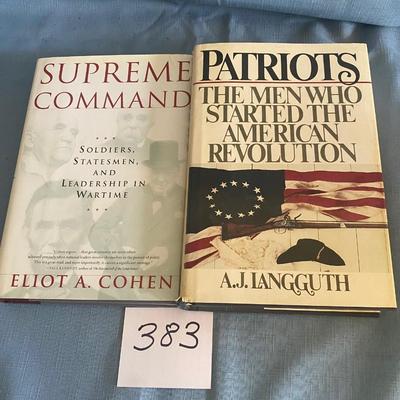 SUPREME
COMMAND
SOLDIERS,
STATESMEN,
AND
LEADERSHIP IN
WARTIME
ELIOT A. COHEN
PATRIOTS
THE MEN WHO
STARTED THE
AMERICAN
REVOLUTION
A.J. LANGGUTH
383